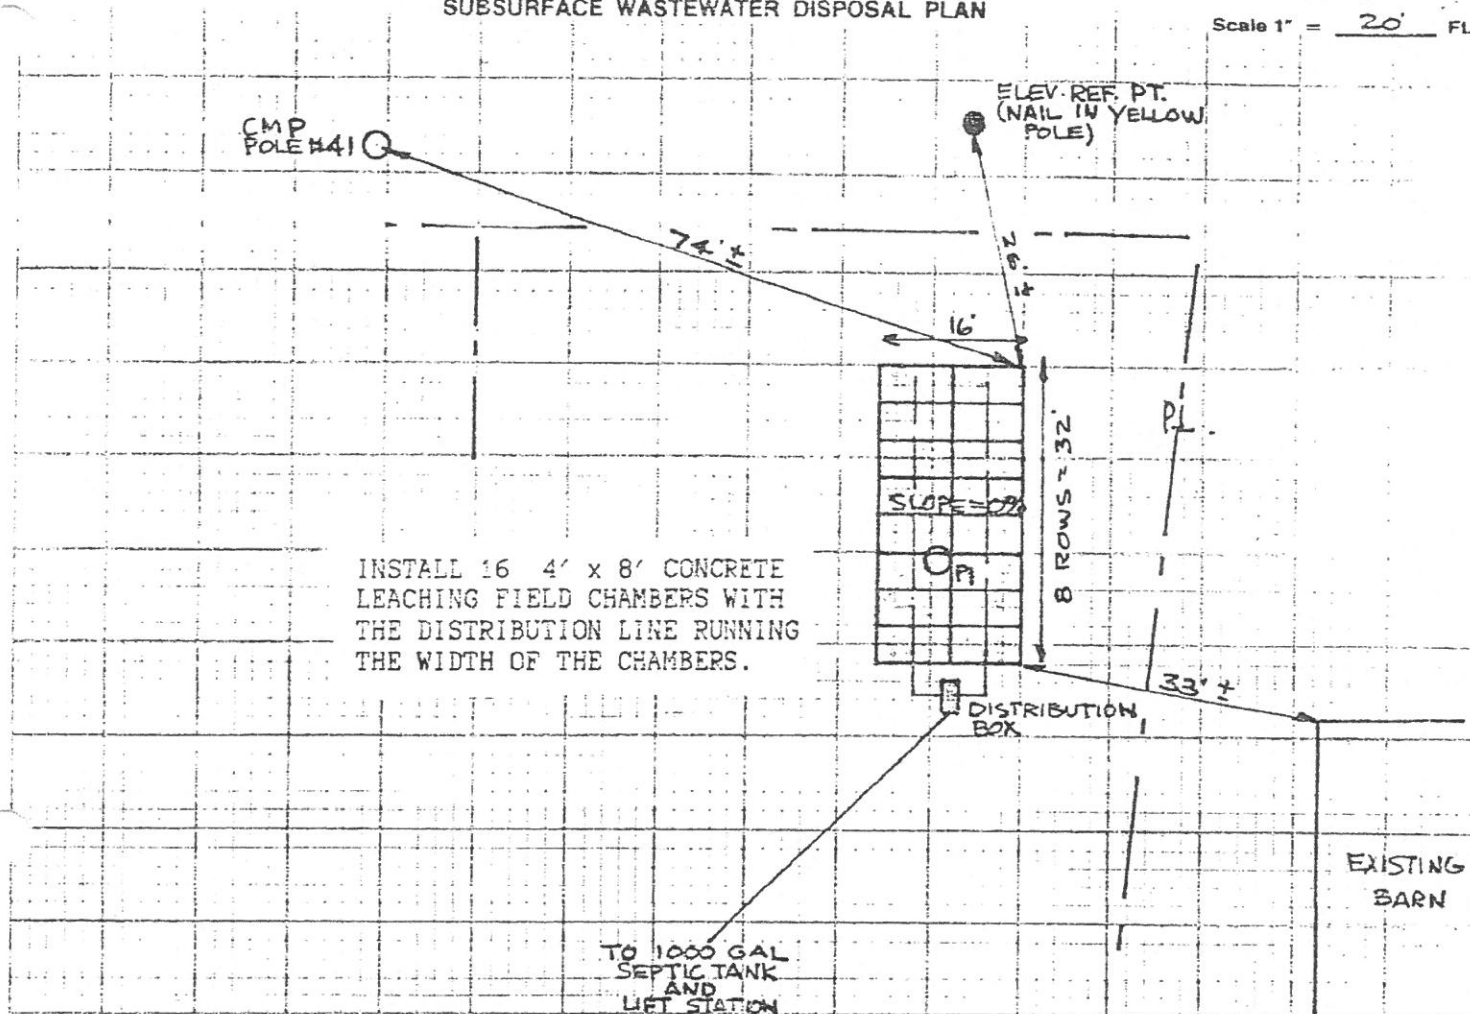 SUBSURFACE WASTEWATER DISPOSAL PLAN
Scale 1" = 20' Ft.
ELEV. REF. PT.
(NAIL IN YELLOW
POLE)
CMP
POLE #41
74' ±
26' ±
16'
P.L.
8 ROWS = 32'
SLOPE = 0%
P1
INSTALL 16 4' x 8' CONCRETE
LEACHING FIELD CHAMBERS WITH
THE DISTRIBUTION LINE RUNNING
THE WIDTH OF THE CHAMBERS.
33' ±
DISTRIBUTION
BOX
EXISTING
BARN
TO 1000 GAL
SEPTIC TANK
AND
LIFT STATION